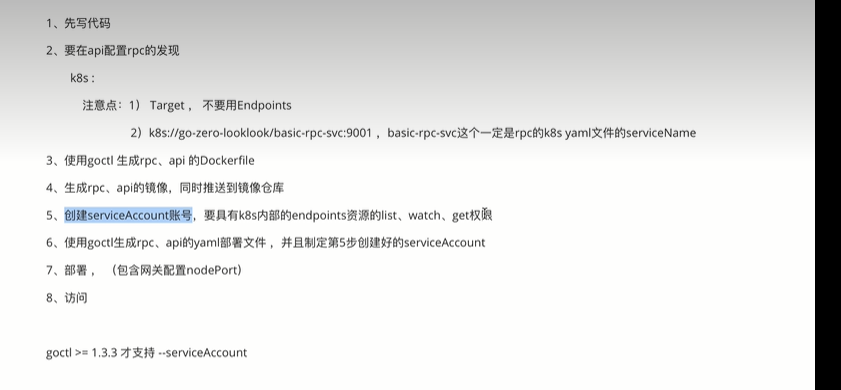 1、先写代码
2、要在api配置rpc的发现
k8s :
注意点：1） Target ， 不要用Endpoints
2）k8s://go-zero-looklook/basic-rpc-svc:9001 ，basic-rpc-svc这个一定是rpc的k8s yaml文件的serviceName
3、使用goctl 生成rpc、api 的Dockerfile
4、生成rpc、api的镜像，同时推送到镜像仓库
5、创建serviceAccount账号，要具有k8s内部的endpoints资源的list、watch、get权限
6、使用goctl生成rpc、api的yaml部署文件 ，并且制定第5步创建好的serviceAccount
7、部署 ， （包含网关配置nodePort）
8、访问
goctl >= 1.3.3 才支持 --serviceAccount